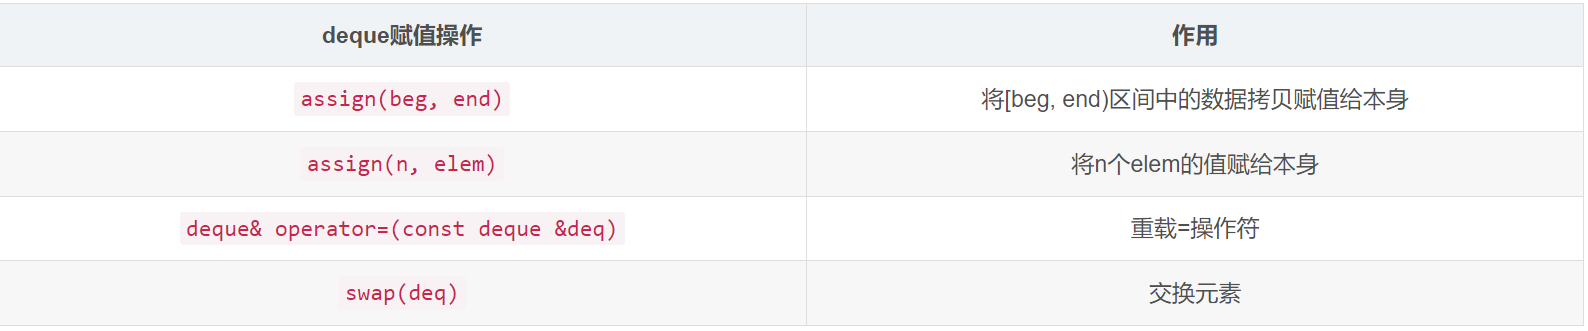 deque赋值操作 作用
assign(beg, end) 将[beg, end)区间中的数据拷贝赋值给本身
assign(n, elem) 将n个elem的值赋给本身
deque& operator=(const deque &deq) 重载=操作符
swap(deq) 交换元素